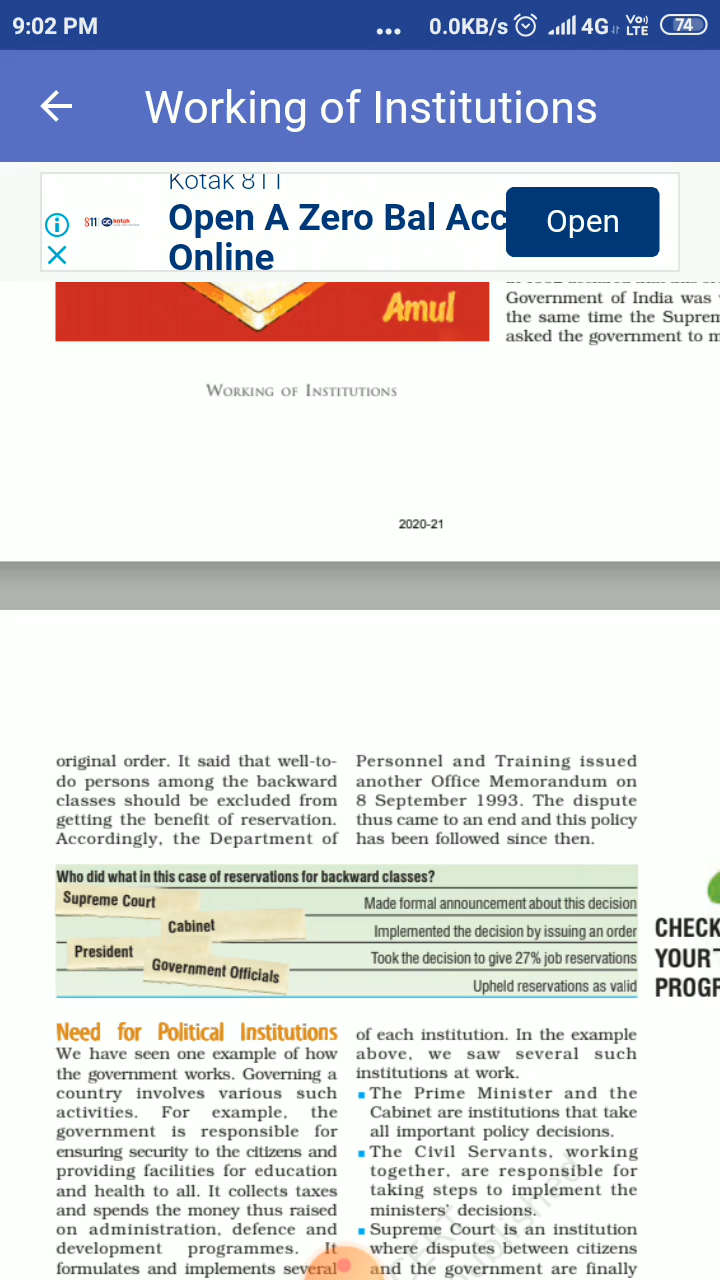 9:02 PM
... 0.0KB/s 4G Vo)) LTE 74
Working of Institutions
Kotak 811
811 kotak
Open A Zero Bal Acc
Online
Open
Amul
Government of India was
the same time the Suprem
asked the government to m
WORKING OF INSTITUTIONS
2020-21
original order. It said that well-to-
do persons among the backward
classes should be excluded from
getting the benefit of reservation.
Accordingly, the Department of
Personnel and Training issued
another Office Memorandum on
8 September 1993. The dispute
thus came to an end and this policy
has been followed since then.
Who did what in this case of reservations for backward classes?
Supreme Court
Made formal announcement about this decision
Cabinet
Implemented the decision by issuing an order
President
Took the decision to give 27% job reservations
Government Officials
Upheld reservations as valid
CHECK
YOUR
PROGR
Need for Political Institutions
We have seen one example of how
the government works. Governing a
country involves various such
activities. For example, the
government is responsible for
ensuring security to the citizens and
providing facilities for education
and health to all. It collects taxes
and spends the money thus raised
on administration, defence and
development programmes. It
formulates and implements several
of each institution. In the example
above, we saw several such
institutions at work.
▪ The Prime Minister and the
Cabinet are institutions that take
all important policy decisions.
▪ The Civil Servants, working
together, are responsible for
taking steps to implement the
ministers' decisions.
▪ Supreme Court is an institution
where disputes between citizens
and the government are finally